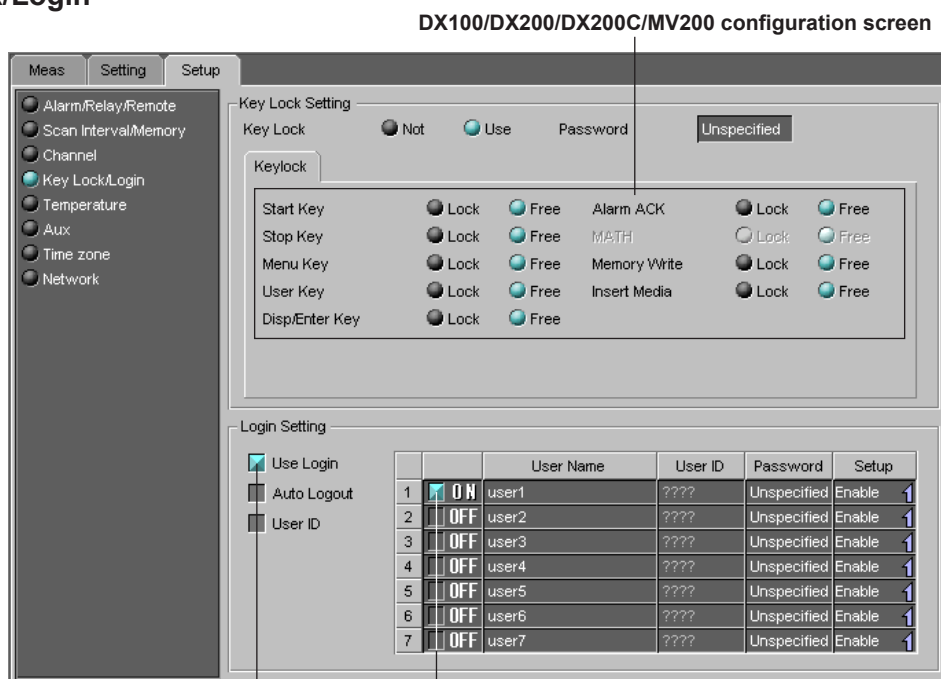 /Login
DX100/DX200/DX200C/MV200 configuration screen
Meas Setting Setup
Alarm/Relay/Remote
Scan Interval/Memory
Channel
Key Lock/Login
Temperature
Aux
Time zone
Network
Key Lock Setting
Key Lock Not Use Password Unspecified
Keylock
Start Key Lock Free Alarm ACK Lock Free
Stop Key Lock Free MATH Lock Free
Menu Key Lock Free Memory Write Lock Free
User Key Lock Free Insert Media Lock Free
Disp/Enter Key Lock Free
Login Setting
Use Login
Auto Logout
User ID
User Name User ID Password Setup
1 ON user1 ???? Unspecified Enable
2 OFF user2 ???? Unspecified Enable
3 OFF user3 ???? Unspecified Enable
4 OFF user4 ???? Unspecified Enable
5 OFF user5 ???? Unspecified Enable
6 OFF user6 ???? Unspecified Enable
7 OFF user7 ???? Unspecified Enable